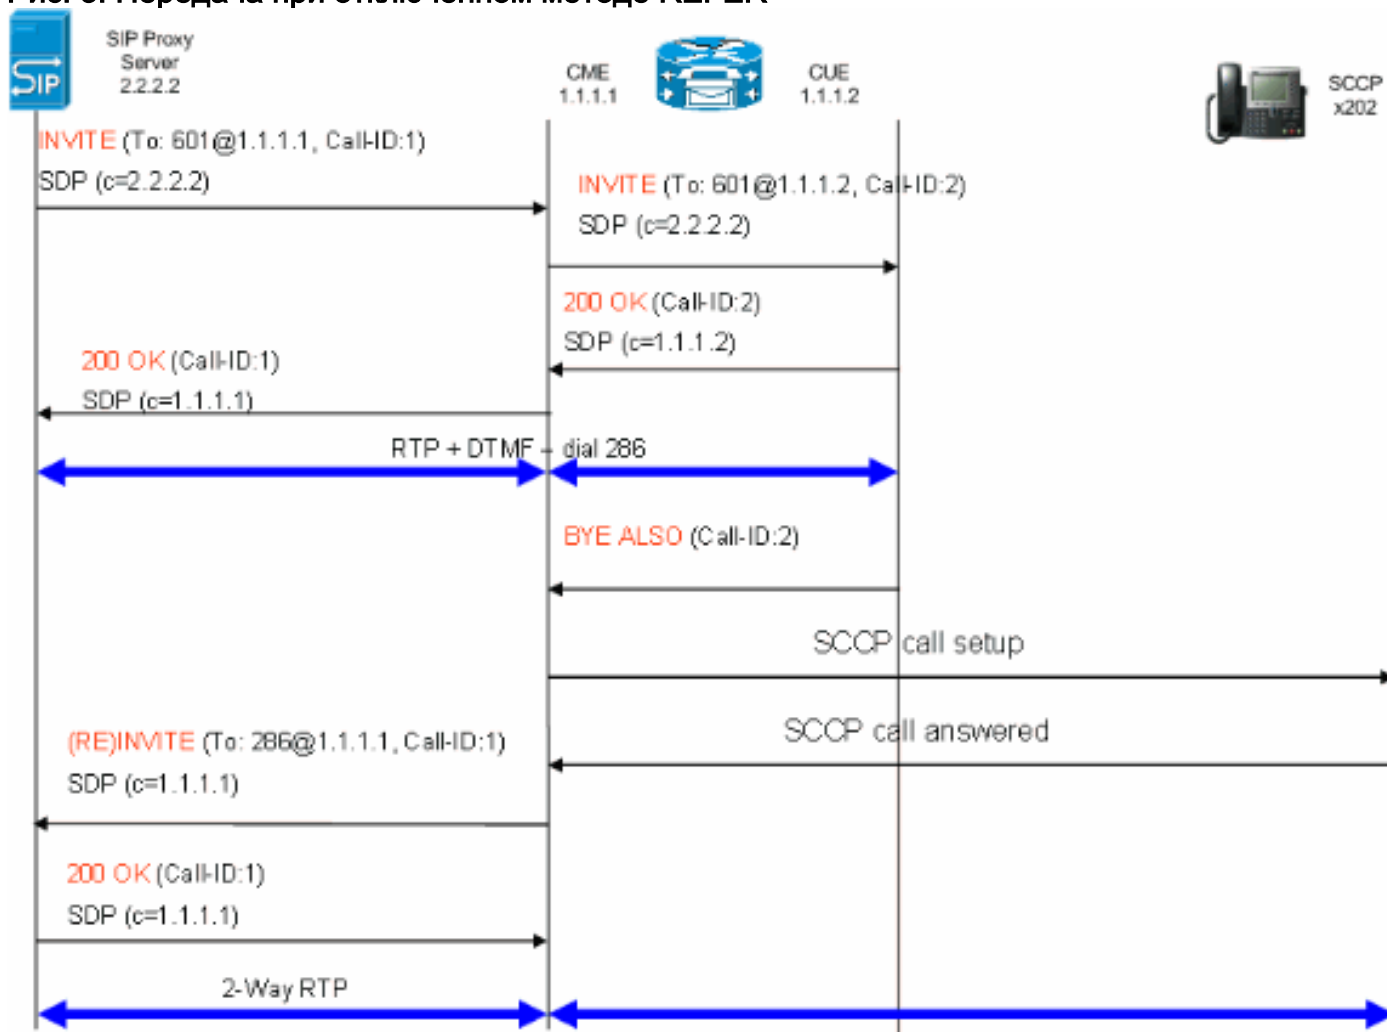 SIP Proxy
Server
2.2.2.2
SIP
CME
1.1.1.1
CUE
1.1.1.2
SCCP
x202
INVITE (To: 601@1.1.1.1, Call-ID:1)
SDP (c=2.2.2.2)
INVITE (To: 601@1.1.1.2, Call-ID:2)
SDP (c=2.2.2.2)
200 OK (Call-ID:2)
SDP (c=1.1.1.2)
200 OK (Call-ID:1)
SDP (c=1.1.1.1)
RTP + DTMF – dial 286
BYE ALSO (Call-ID:2)
SCCP call setup
SCCP call answered
(RE)INVITE (To: 286@1.1.1.1, Call-ID:1)
SDP (c=1.1.1.1)
200 OK (Call-ID:1)
SDP (c=1.1.1.1)
2-Way RTP